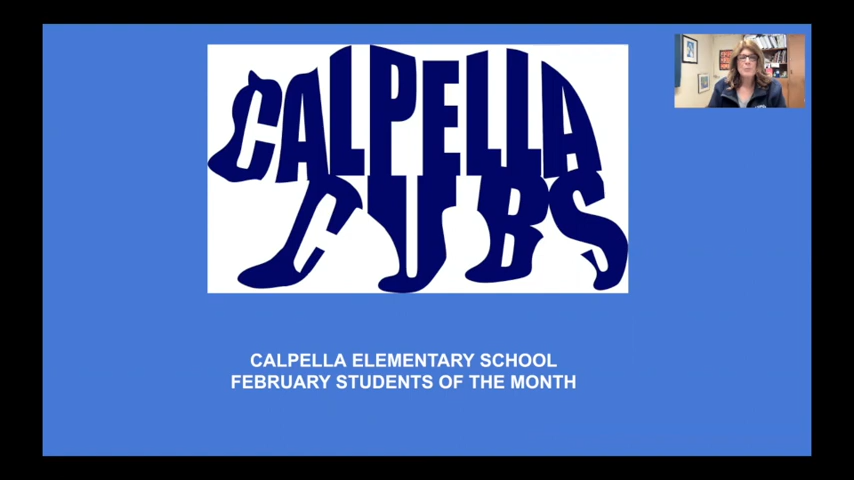 CALPELLA
CUBS
CALPELLA ELEMENTARY SCHOOL
FEBRUARY STUDENTS OF THE MONTH